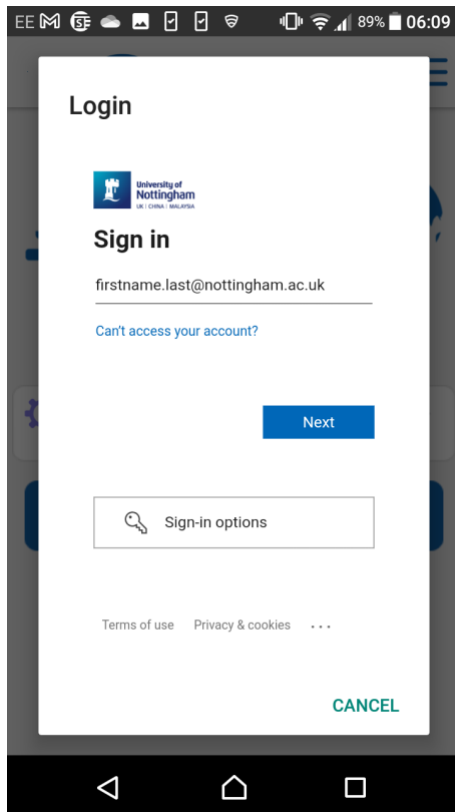 EE 89% 06:09
Login
University of
Nottingham
UK | CHINA | MALAYSIA
Sign in
firstname.last@nottingham.ac.uk
Can't access your account?
Next
Sign-in options
Terms of use Privacy & cookies ...
CANCEL